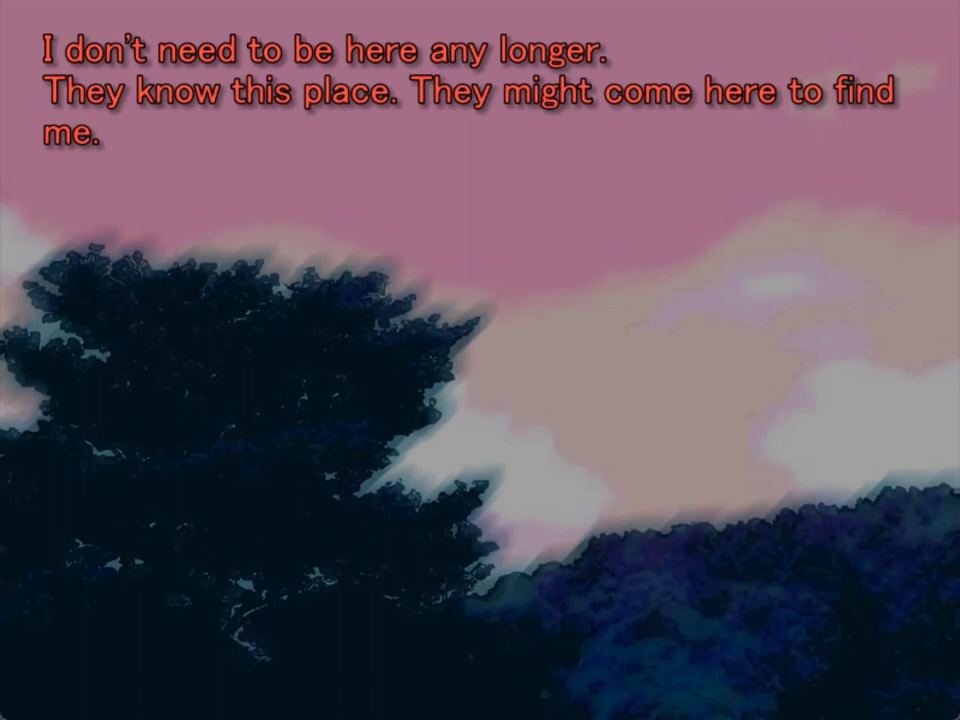 I don't need to be here any longer.
They know this place. They might come here to find
me.